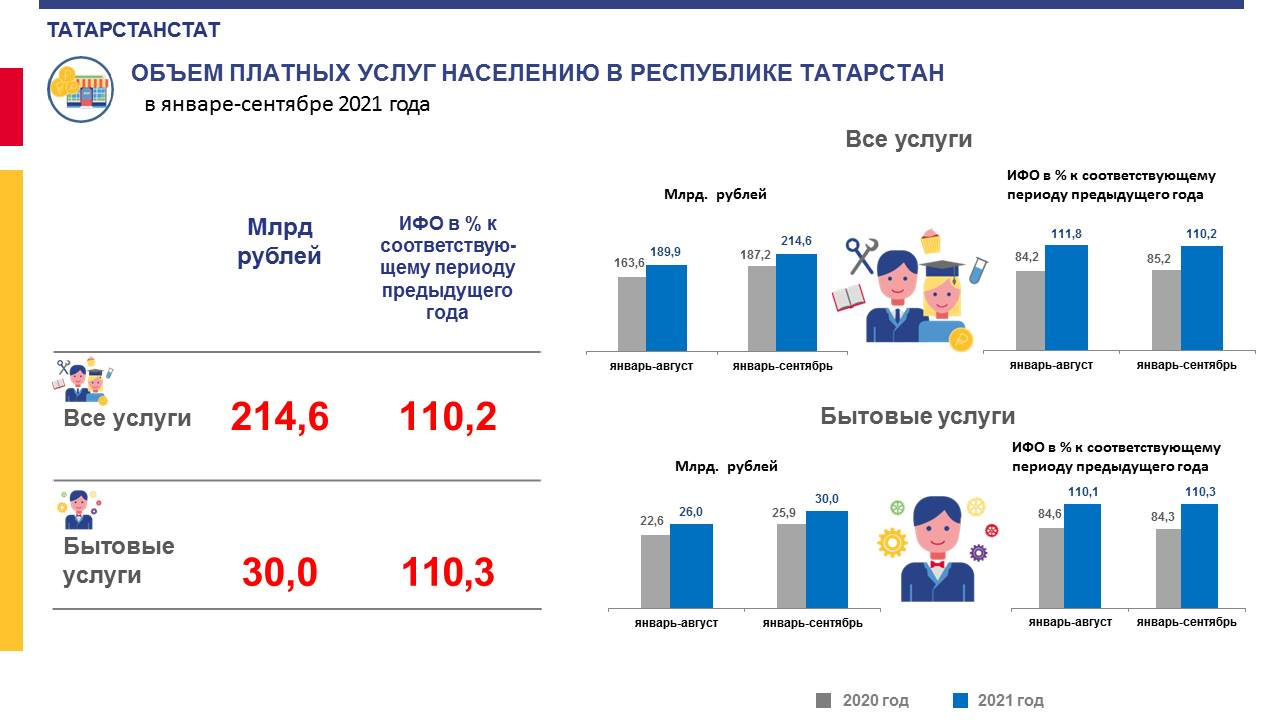 ТАТАРСТАНСТАТ
ОБЪЕМ ПЛАТНЫХ УСЛУГ НАСЕЛЕНИЮ В РЕСПУБЛИКЕ ТАТАРСТАН
в январе-сентябре 2021 года
Млрд
рублей
ИФО в % к
соответствую-
щему периоду
предыдущего
года
Все услуги
214,6
110,2
Бытовые
услуги
30,0
110,3
Все услуги
Млрд. рублей
163,6
189,9
187,2
214,6
январь-август
январь-сентябрь
ИФО в % к соответствующему
периоду предыдущего года
84,2
111,8
85,2
110,2
январь-август
январь-сентябрь
Бытовые услуги
Млрд. рублей
22,6
26,0
25,9
30,0
январь-август
январь-сентябрь
ИФО в % к соответствующему
периоду предыдущего года
84,6
110,1
84,3
110,3
январь-август
январь-сентябрь
2020 год
2021 год